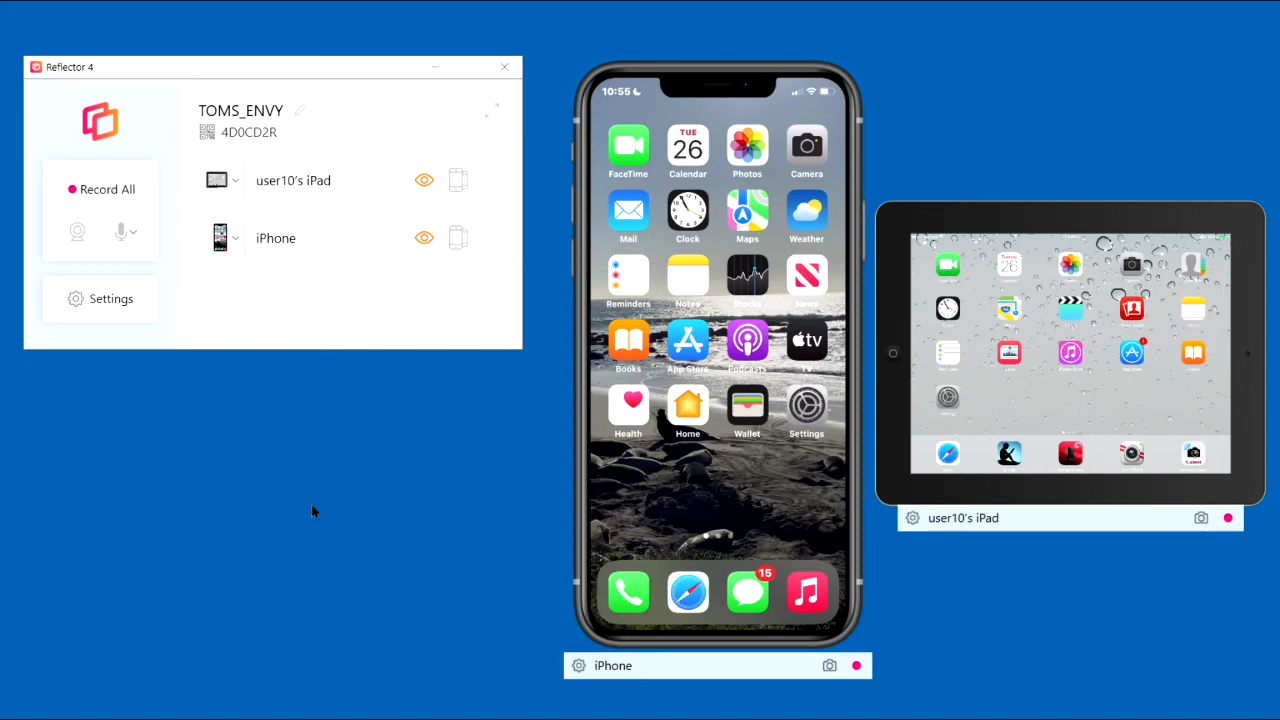 Reflector 4
TOMS_ENVY
4D0CD2R
Record All
user10's iPad
iPhone
Settings
10:55
TUE
26
FaceTime Calendar Photos Camera
Mail Clock Maps Weather
Reminders Notes Stocks News
tv
Books App Store Podcasts TV
Health Home Wallet Settings
15
iPhone
26
user10's iPad